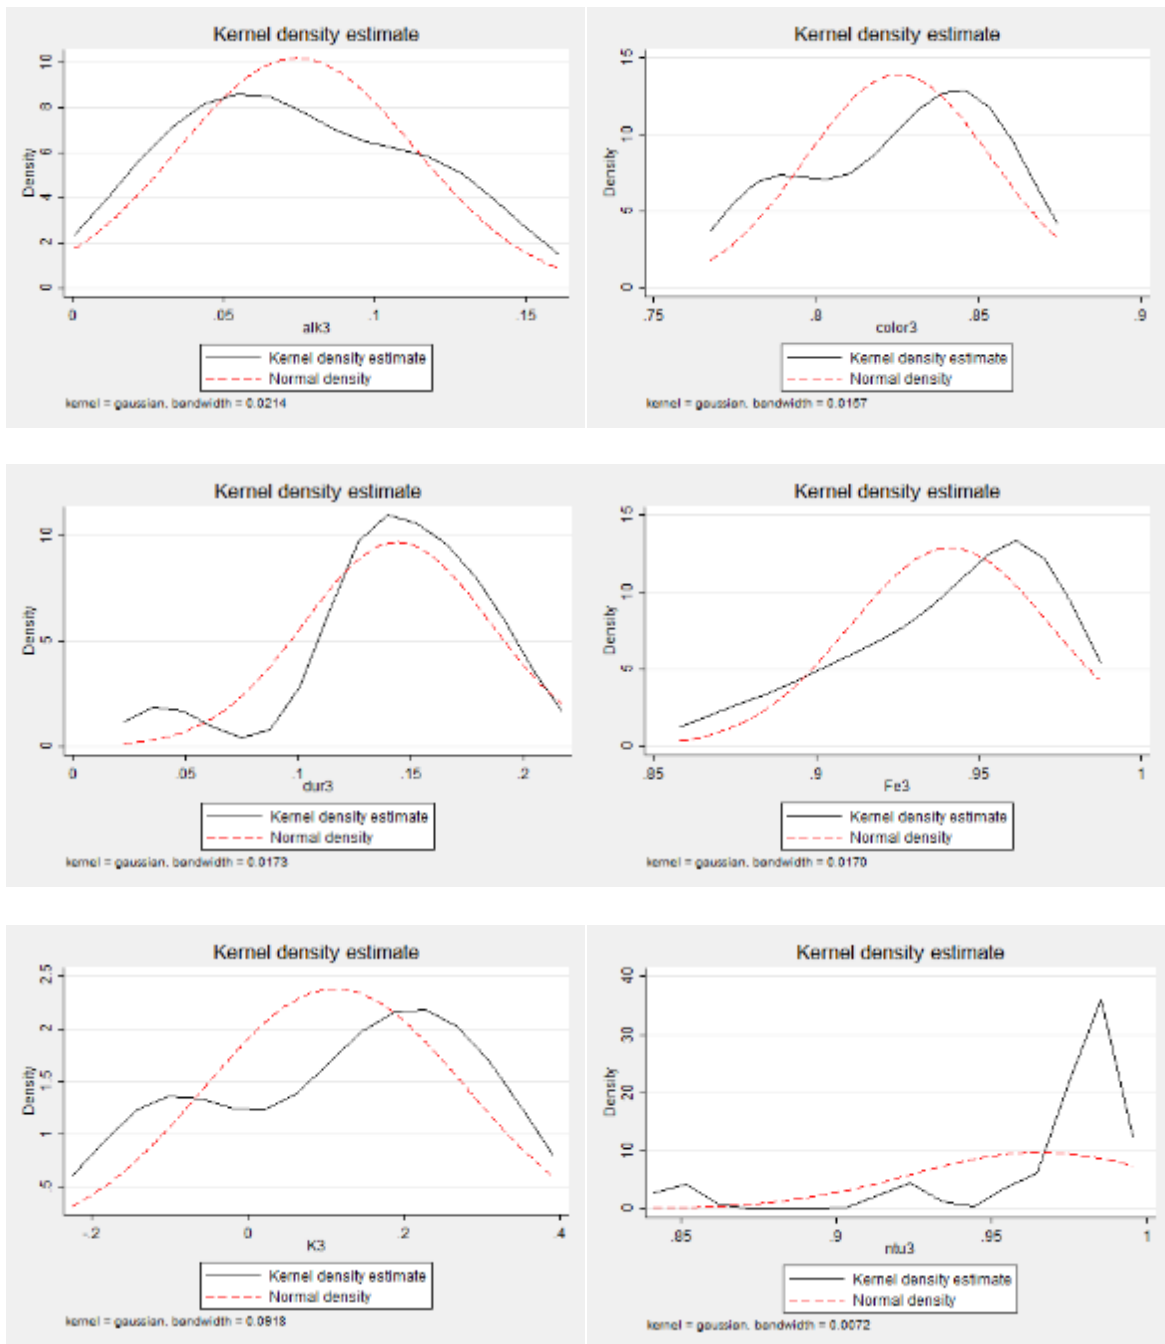 Kernel density estimate
Density
10
8
6
4
2
0
0 .05 .1 .15
alk3
Kernel density estimate
Normal density
kernel = gaussian, bandwidth = 0.0214
Kernel density estimate
Density
15
10
5
0
.75 .8 .85 .9
color3
Kernel density estimate
Normal density
kernel = gaussian, bandwidth = 0.0157
Kernel density estimate
Density
10
5
0
0 .05 .1 .15 .2
dur3
Kernel density estimate
Normal density
kernel = gaussian, bandwidth = 0.0173
Kernel density estimate
Density
15
10
5
0
.85 .9 .95 1
Fe3
Kernel density estimate
Normal density
kernel = gaussian, bandwidth = 0.0170
Kernel density estimate
Density
2.5
2
1.5
1
.5
-.2 0 .2 .4
K3
Kernel density estimate
Normal density
kernel = gaussian, bandwidth = 0.0918
Kernel density estimate
Density
40
30
20
10
0
.85 .9 .95 1
ntu3
Kernel density estimate
Normal density
kernel = gaussian, bandwidth = 0.0072